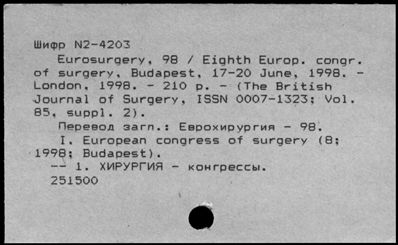 Шифр N2-4203
Eurosurgery, 98 / Eighth Europ. congr.
of surgery, Budapest, 17-20 June, 1998. -
London, 1998. - 210 p. - (The British
Journal of Surgery, ISSN 0007-1323; Vol.
85, suppl. 2).
Перевод загл.: Еврохирургия - 98.
I. European congress of surgery (8;
1998; Budapest).
-- 1. ХИРУРГИЯ - конгрессы.
251500